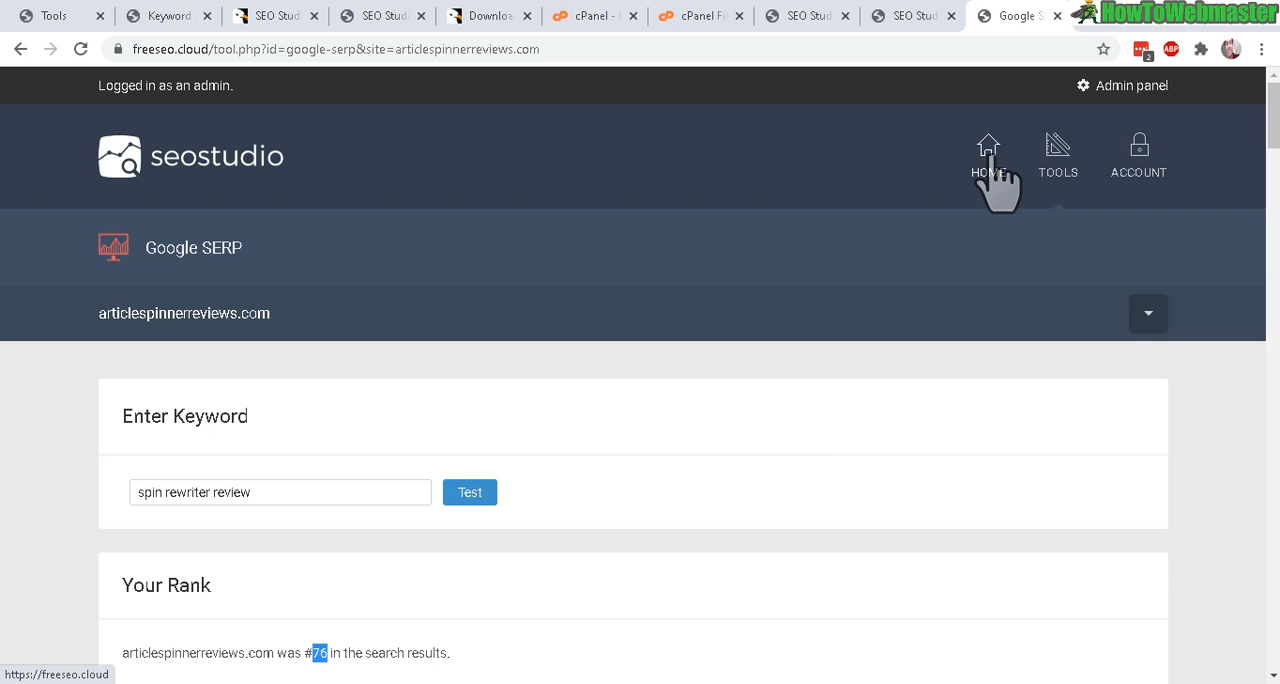 Tools
Keyword
SEO Studi
Downloa
cPanel -
cPanel Fi
SEO Stud
SEO Stud
Google S
HowToWebmaster
freeseo.cloud/tool.php?id=google-serp&site=articlespinnerreviews.com
2
ABP
Logged in as an admin.
Admin panel
seostudio
HOME
TOOLS
ACCOUNT
Google SERP
articlespinnerreviews.com
Enter Keyword
spin rewriter review
Test
Your Rank
articlespinnerreviews.com was #76 in the search results.
https://freeseo.cloud